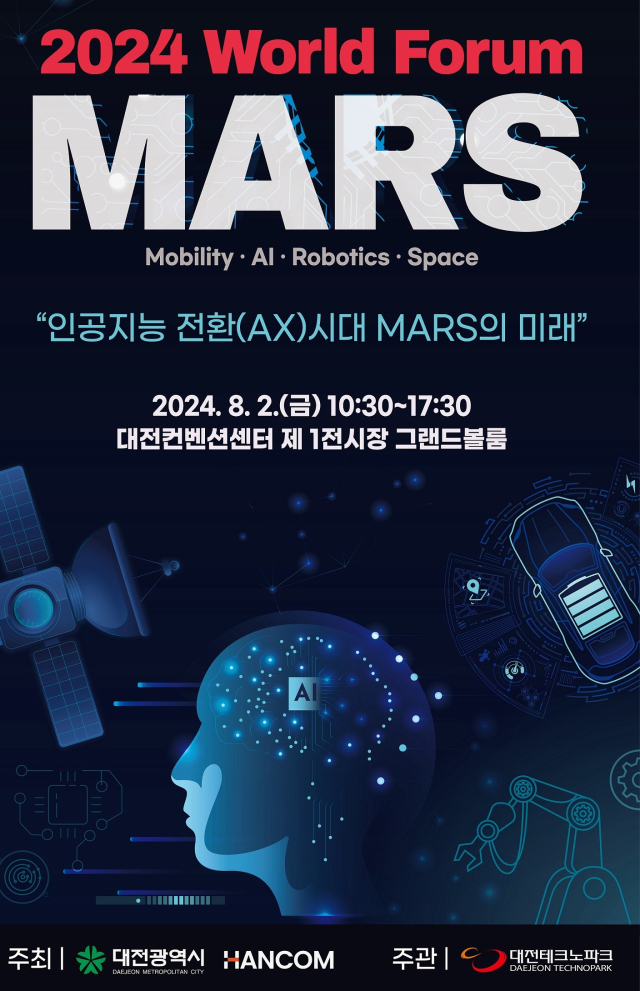 2024 World Forum
MARS
Mobility · AI · Robotics · Space
“인공지능 전환(AX)시대 MARS의 미래”
2024. 8. 2.(금) 10:30~17:30
대전컨벤션센터 제 1전시장 그랜드볼룸
AI
주최 | 대전광역시 HANCOM 주관 | 대전테크노파크
DAEJEON METROPOLITAN CITY DAEJEON TECHNOPARK